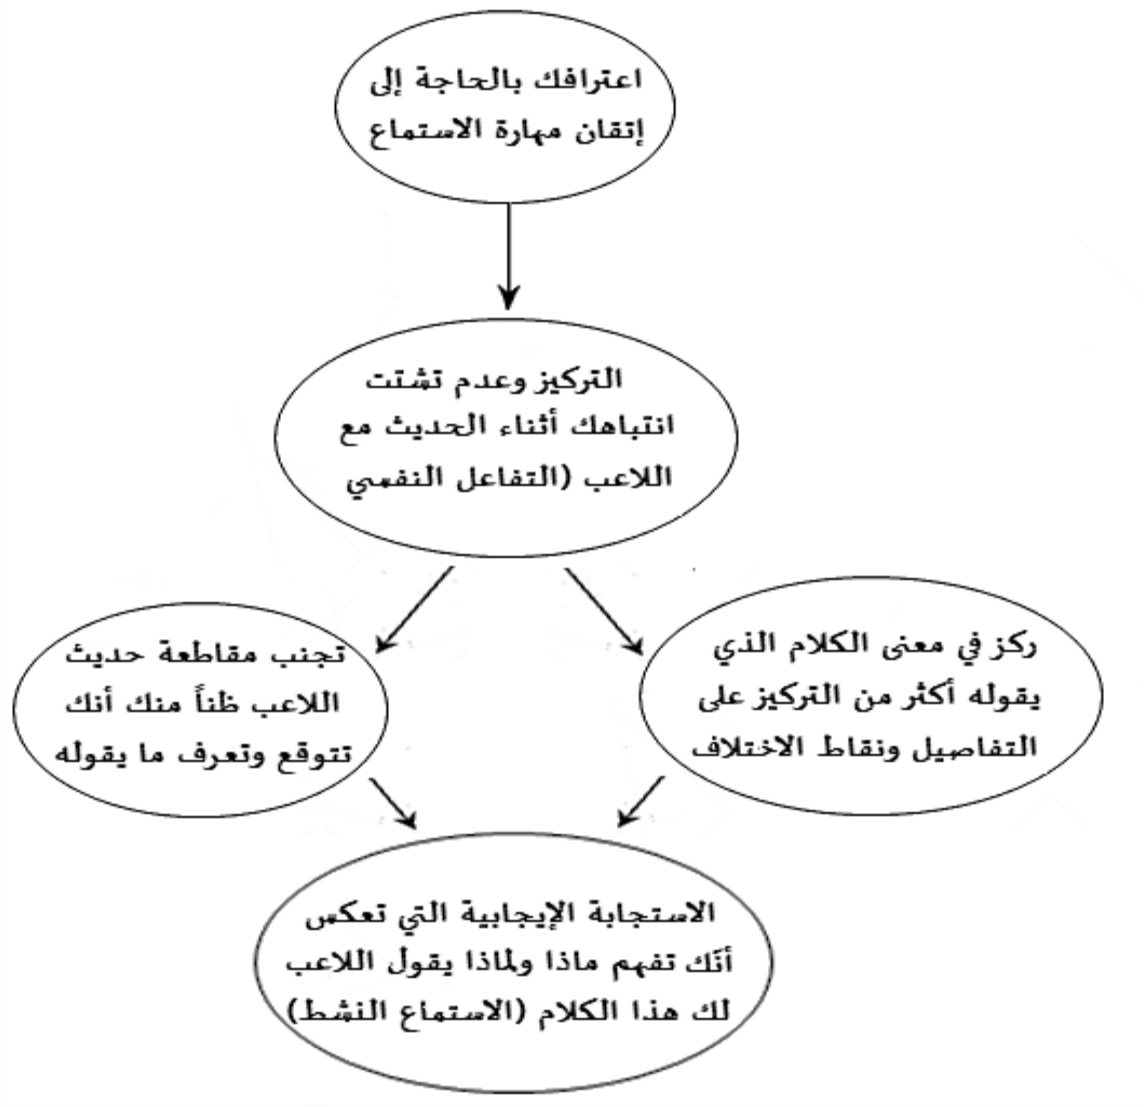 اعترافك بالحاجة إلى
إتقان مهارة الاستماع
التركيز وعدم تشتت
انتباهك أثناء الحديث مع
اللاعب (التفاعل النفسي
ركز في معنى الكلام الذي
يقوله أكثر من التركيز على
التفاصيل ونقاط الاختلاف
تجنب مقاطعة حديث
اللاعب ظناً منك أنك
تتوقع وتعرف ما يقوله
الاستجابة الإيجابية التي تعكس
أنّك تفهم ماذا ولماذا يقول اللاعب
لك هذا الكلام (الاستماع النشط)